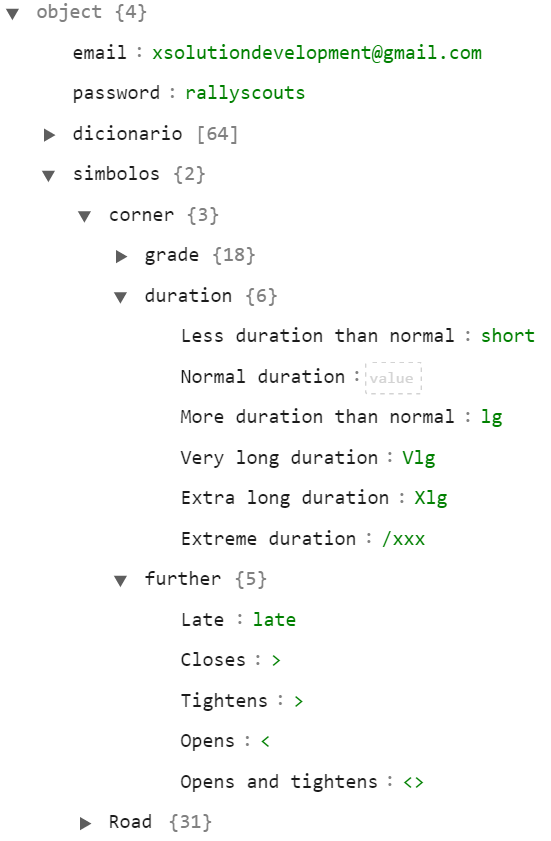 object {4}
email : xsolutiondevelopment@gmail.com
password : rallyscouts
dicionario [64]
simbolos {2}
corner {3}
grade {18}
duration {6}
Less duration than normal : short
Normal duration : value
More duration than normal : lg
Very long duration : Vlg
Extra long duration : Xlg
Extreme duration : /xxx
further {5}
Late : late
Closes : >
Tightens : >
Opens : <
Opens and tightens : <>
Road {31}